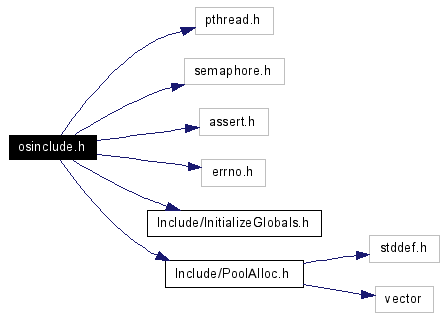 pthread.h
semaphore.h
assert.h
osinclude.h
errno.h
Include/InitializeGlobals.h
stddef.h
Include/PoolAlloc.h
vector